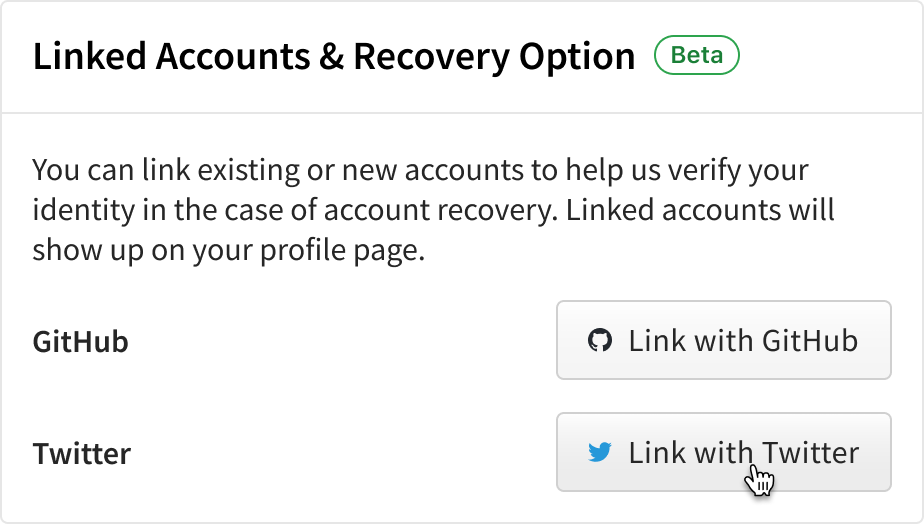 Linked Accounts & Recovery Option Beta
You can link existing or new accounts to help us verify your
identity in the case of account recovery. Linked accounts will
show up on your profile page.
GitHub Link with GitHub
Twitter Link with Twitter